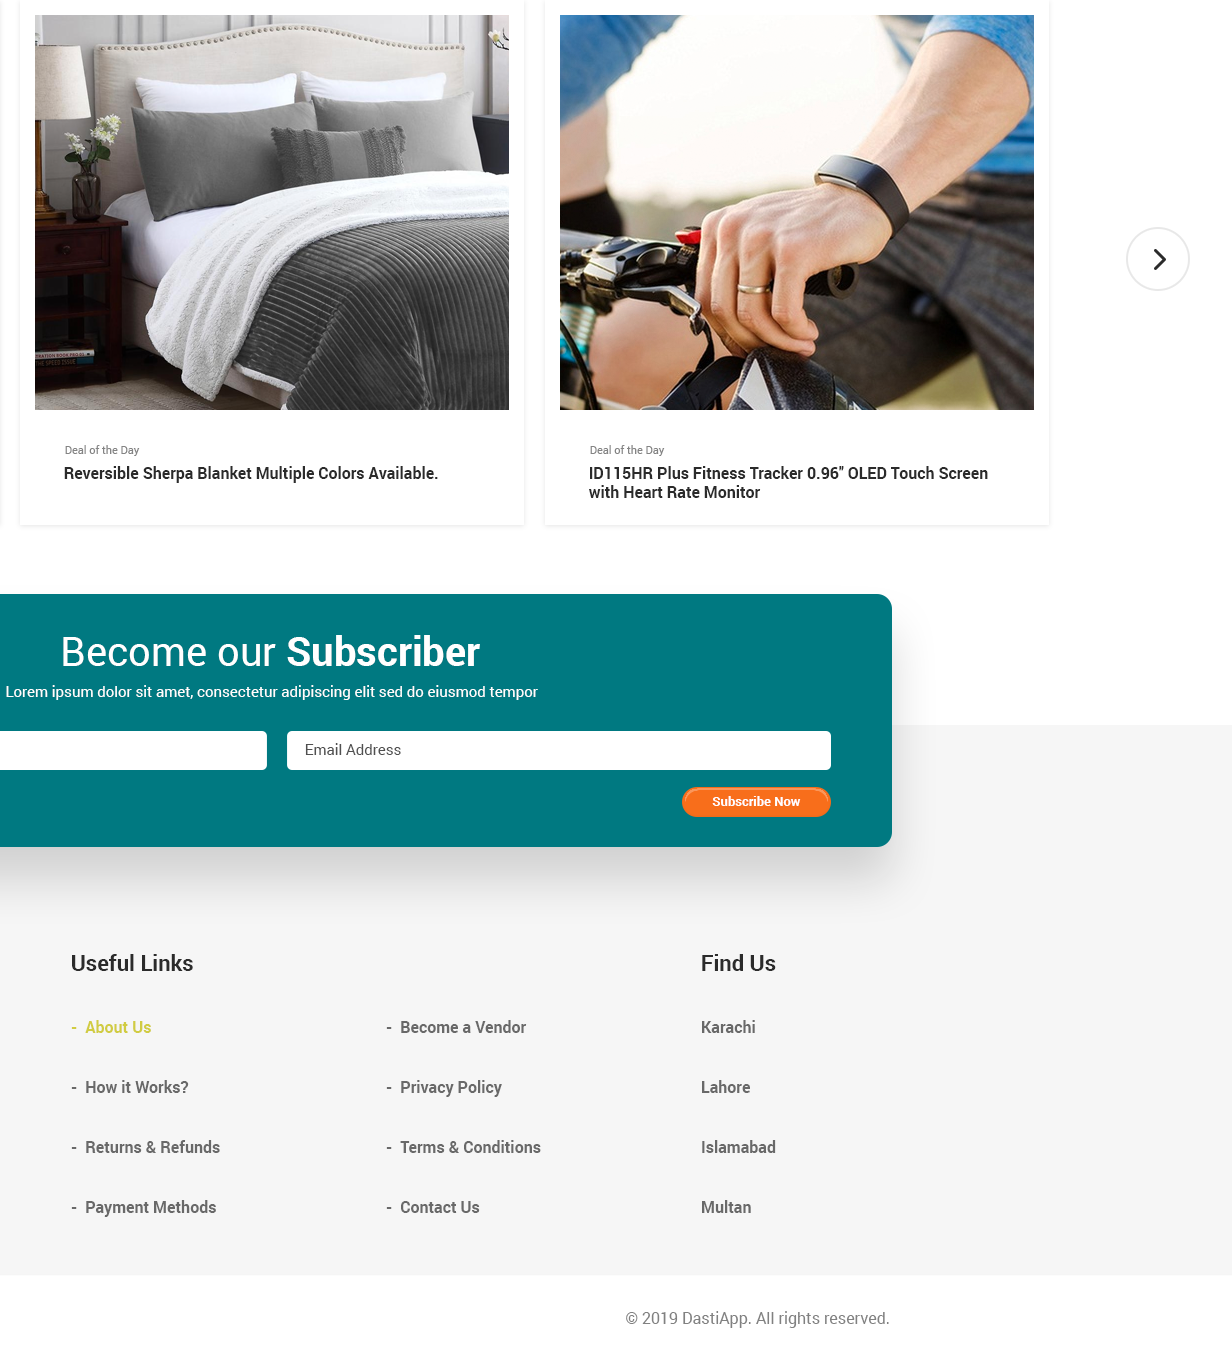 Deal of the Day
Reversible Sherpa Blanket Multiple Colors Available.
Deal of the Day
ID115HR Plus Fitness Tracker 0.96" OLED Touch Screen
with Heart Rate Monitor
Become our Subscriber
Lorem ipsum dolor sit amet, consectetur adipiscing elit sed do eiusmod tempor
Email Address
Subscribe Now
Useful Links
- About Us
- How it Works?
- Returns & Refunds
- Payment Methods
- Become a Vendor
- Privacy Policy
- Terms & Conditions
- Contact Us
Find Us
Karachi
Lahore
Islamabad
Multan
© 2019 DastiApp. All rights reserved.